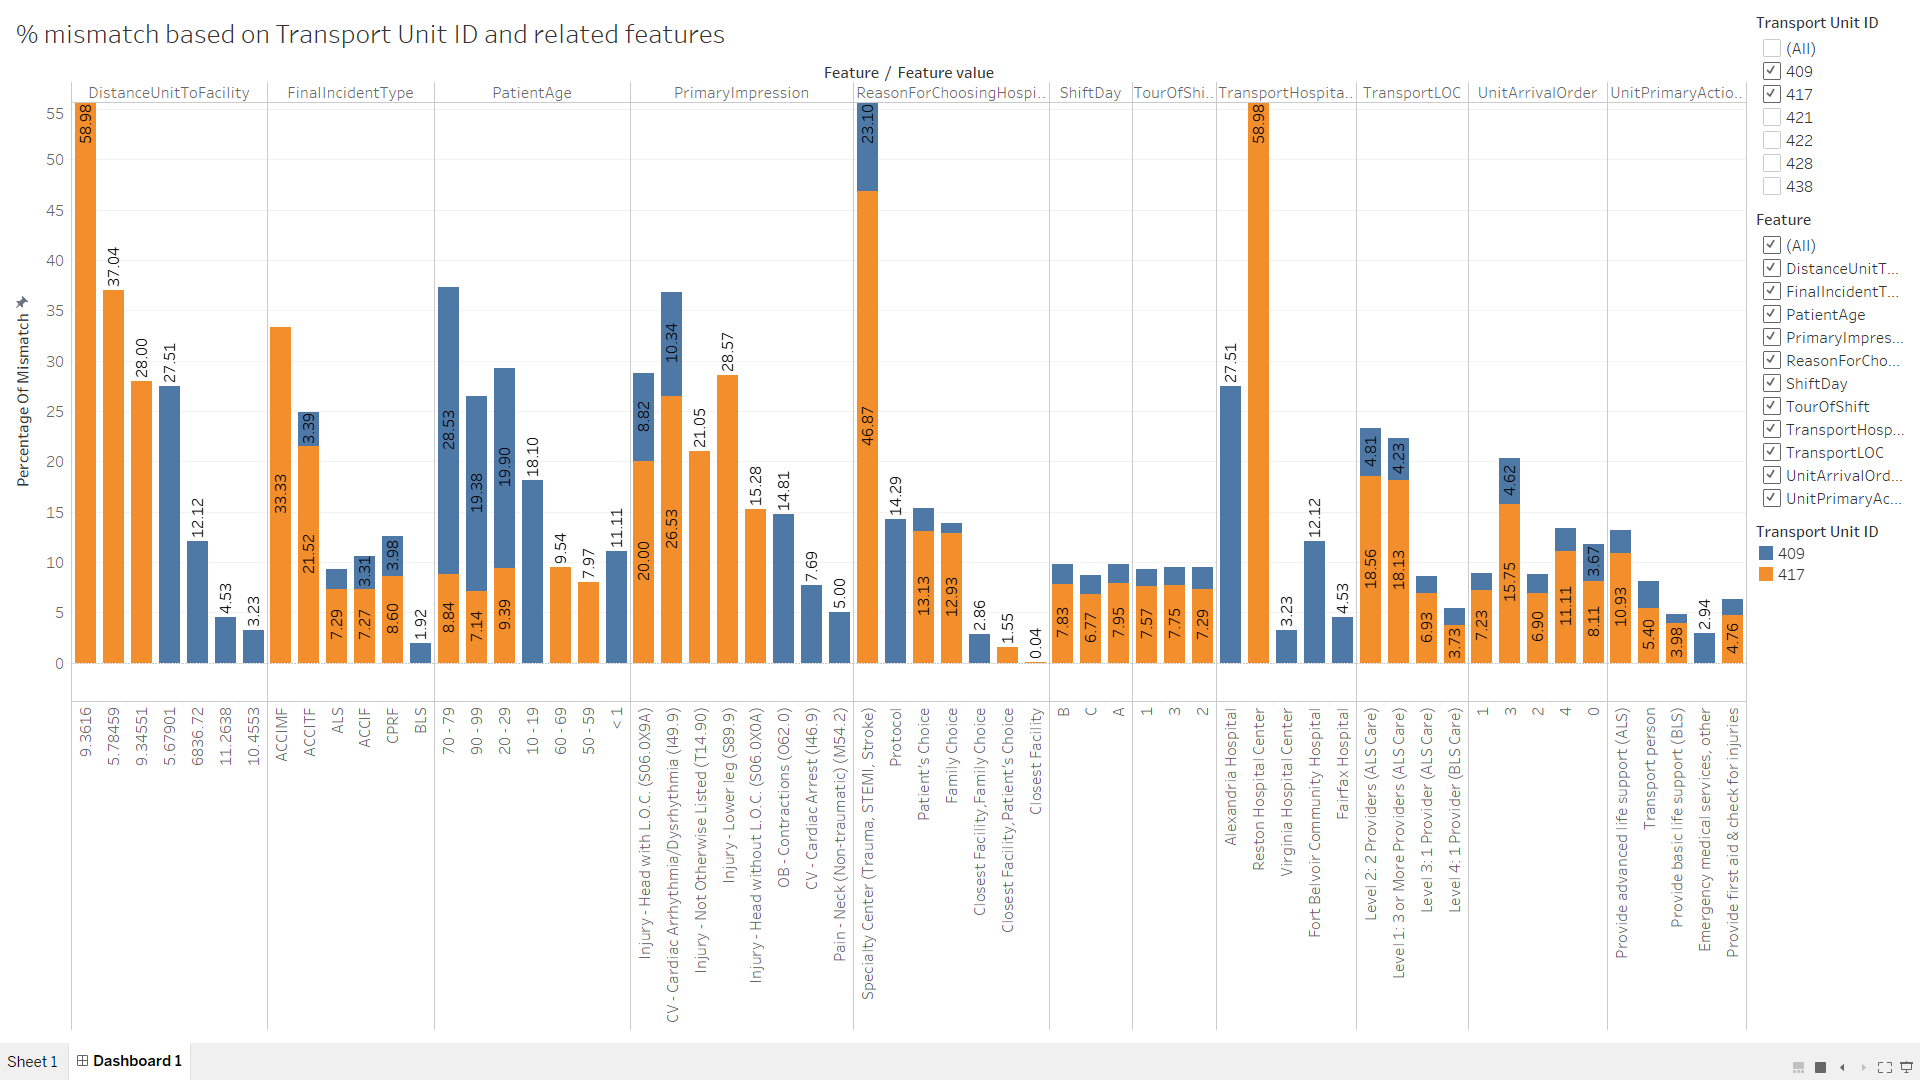 % mismatch based on Transport Unit ID and related features
Feature / Feature value
DistanceUnitToFacility
FinalIncidentType
PatientAge
PrimaryImpression
ReasonForChoosingHospi..
ShiftDay
TourOfShi..
TransportHospita..
TransportLOC
UnitArrivalOrder
UnitPrimaryActio..
Percentage Of Mismatch
55
50
45
40
35
30
25
20
15
10
5
0
58.98
37.04
28.00
27.51
12.12
4.53
3.23
33.33
3.39
21.52
7.29
3.31
7.27
3.98
8.60
1.92
28.53
8.84
19.38
7.14
19.90
9.39
18.10
9.54
7.97
11.11
8.82
20.00
10.34
26.53
21.05
28.57
15.28
14.81
7.69
5.00
23.10
46.87
14.29
13.13
12.93
2.86
1.55
0.04
7.83
6.77
7.95
7.57
7.75
7.29
27.51
58.98
3.23
12.12
4.53
4.81
18.56
4.23
18.13
6.93
3.73
7.23
4.62
15.75
6.90
11.11
3.67
8.11
10.93
5.40
3.98
2.94
4.76
9.3616
5.78459
9.34551
5.67901
6836.72
11.2638
10.4553
ACCIMF
ACCITF
ALS
ACCIF
CPRF
BLS
70 - 79
90 - 99
20 - 29
10 - 19
60 - 69
50 - 59
< 1
Injury - Head with L.O.C. (S06.0X9A)
CV - Cardiac Arrhythmia/Dysrhythmia (I49.9)
Injury - Not Otherwise Listed (T14.90)
Injury - Lower leg (S89.9)
Injury - Head without L.O.C. (S06.0X0A)
OB - Contractions (O62.0)
CV - Cardiac Arrest (I46.9)
Pain - Neck (Non-traumatic) (M54.2)
Specialty Center (Trauma, STEMI, Stroke)
Protocol
Patient's Choice
Family Choice
Closest Facility,Family Choice
Closest Facility,Patient's Choice
Closest Facility
B
C
A
1
3
2
Alexandria Hospital
Reston Hospital Center
Virginia Hospital Center
Fort Belvoir Community Hospital
Fairfax Hospital
Level 2: 2 Providers (ALS Care)
Level 1: 3 or More Providers (ALS Care)
Level 3: 1 Provider (ALS Care)
Level 4: 1 Provider (BLS Care)
1
3
2
4
0
Provide advanced life support (ALS)
Transport person
Provide basic life support (BLS)
Emergency medical services, other
Provide first aid & check for injuries
Transport Unit ID
(All)
409
417
421
422
428
438
Feature
(All)
DistanceUnitT...
FinalIncidentT...
PatientAge
PrimaryImpres...
ReasonForCho...
ShiftDay
TourOfShift
TransportHosp...
TransportLOC
UnitArrivalOrd...
UnitPrimaryAc...
Transport Unit ID
409
417
Sheet 1
Dashboard 1